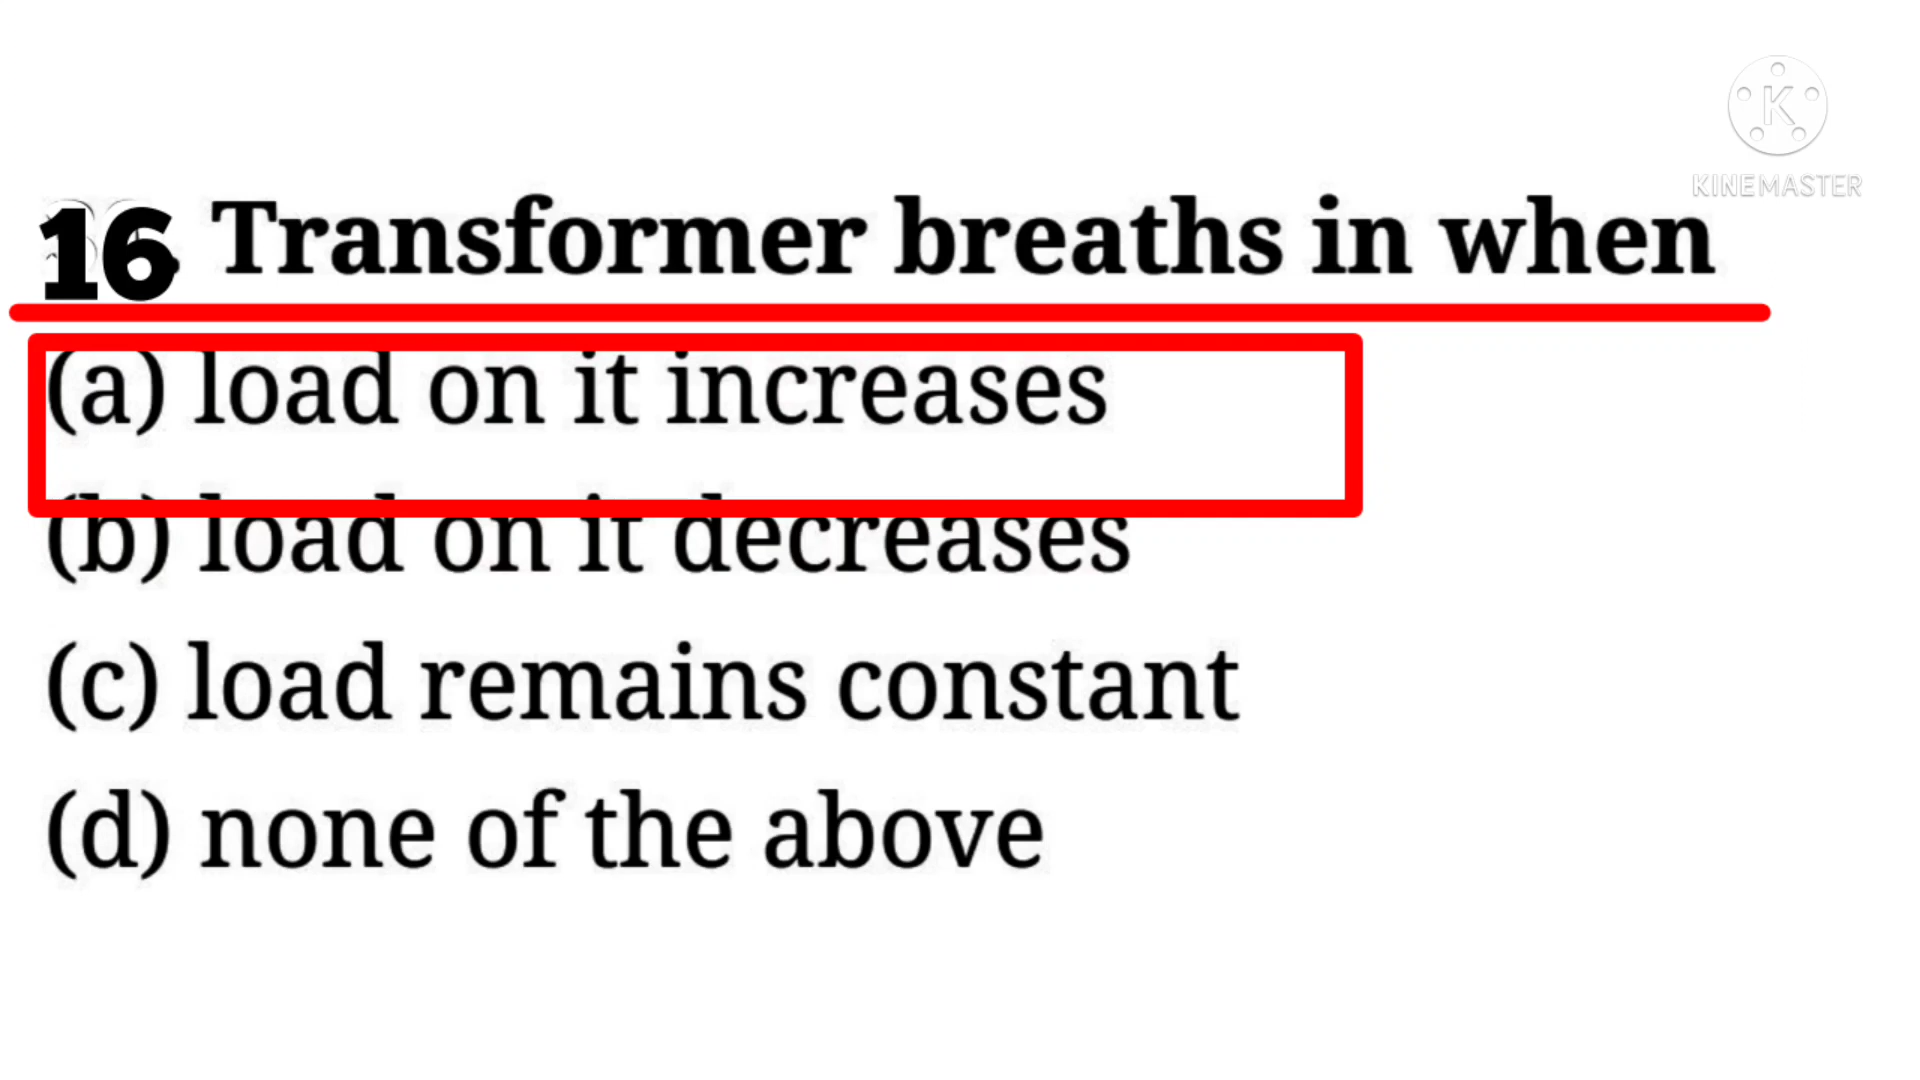 K
KINEMASTER
16. Transformer breaths in when
(a) load on it increases
(b) load on it decreases
(c) load remains constant
(d) none of the above